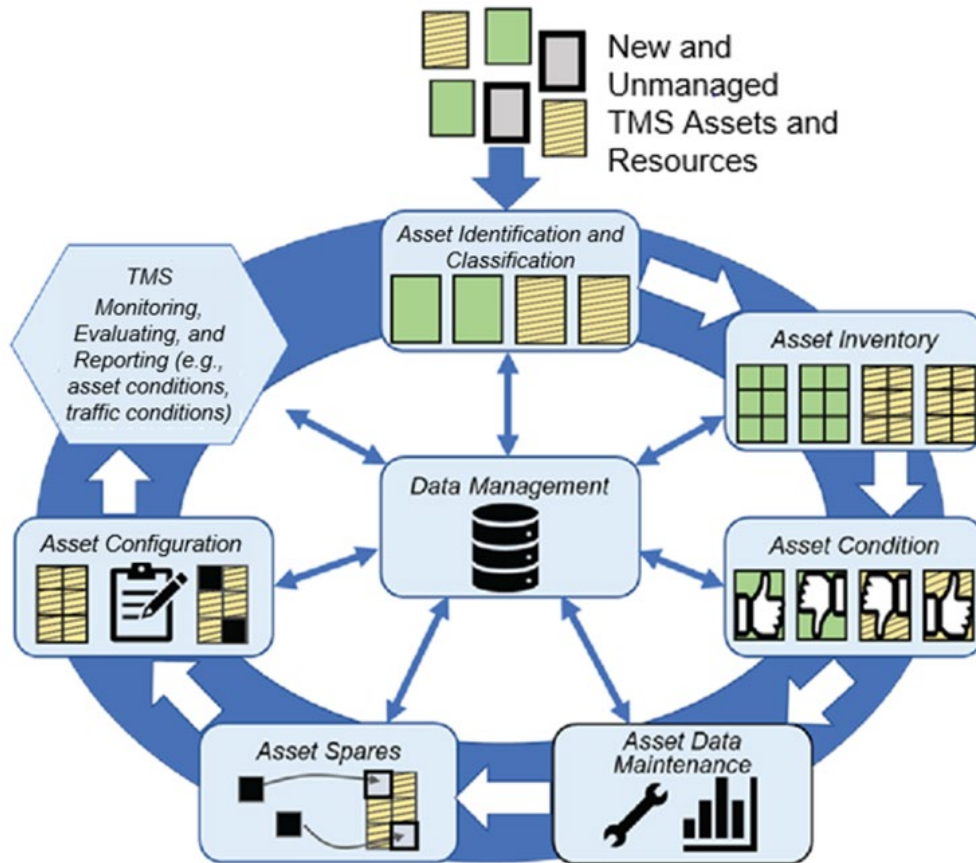 New and
Unmanaged
TMS Assets and
Resources
Asset Identification and
Classification
TMS
Monitoring,
Evaluating, and
Reporting (e.g.,
asset conditions,
traffic conditions)
Asset Inventory
Data Management
Asset Configuration
Asset Condition
Asset Spares
Asset Data
Maintenance